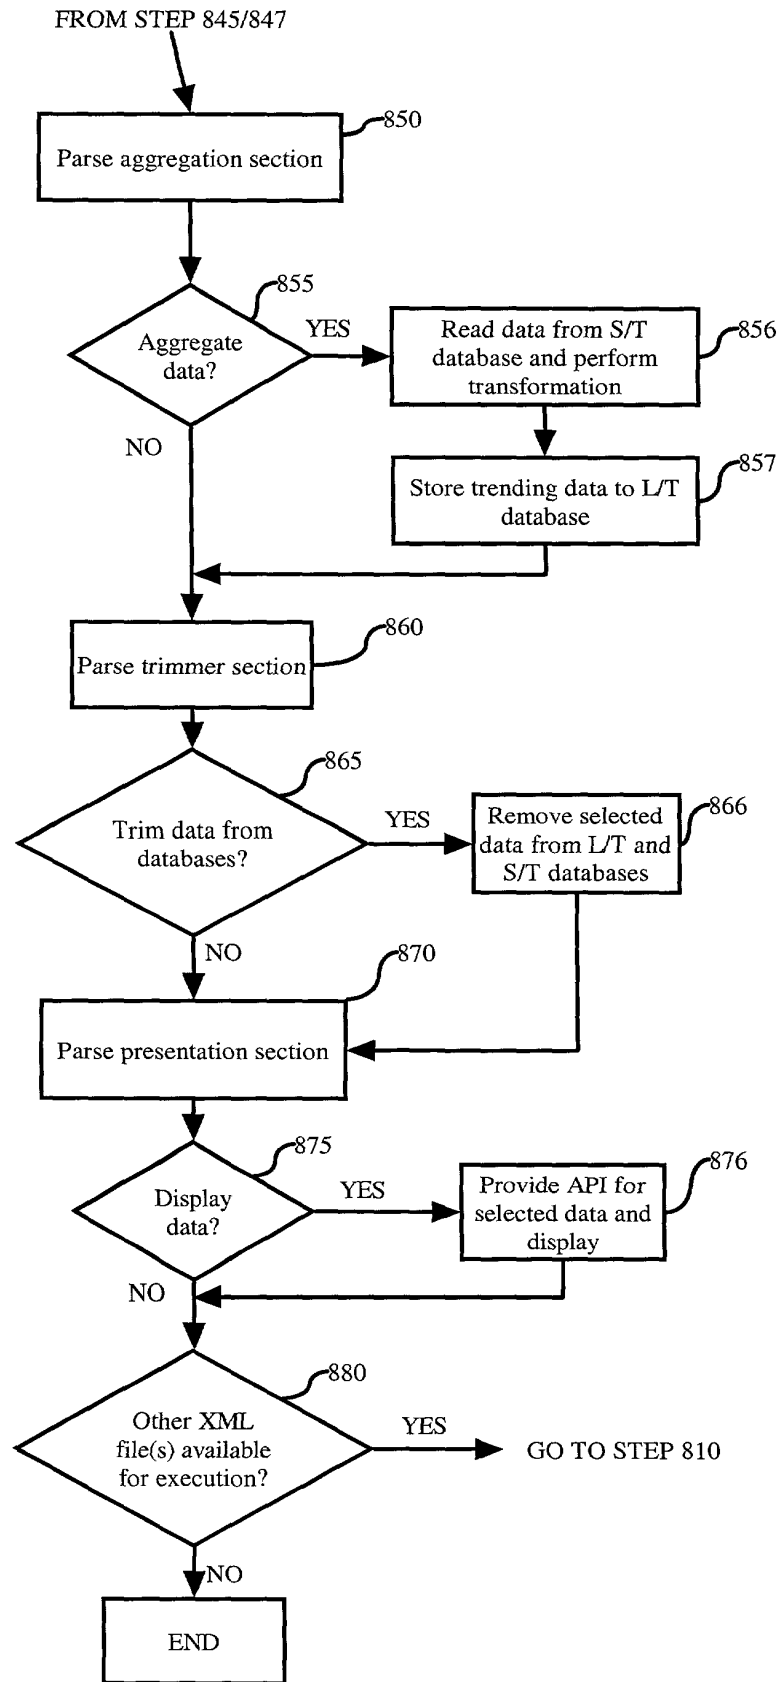 FROM STEP 845/847
850
Parse aggregation section
855
Aggregate
data?
YES
Read data from S/T
database and perform
transformation
856
NO
Store trending data to L/T
database
857
860
Parse trimmer section
865
Trim data from
databases?
YES
Remove selected
data from L/T and
S/T databases
866
NO
870
Parse presentation section
875
Display
data?
YES
Provide API for
selected data and
display
876
NO
880
Other XML
file(s) available
for execution?
YES
GO TO STEP 810
NO
END